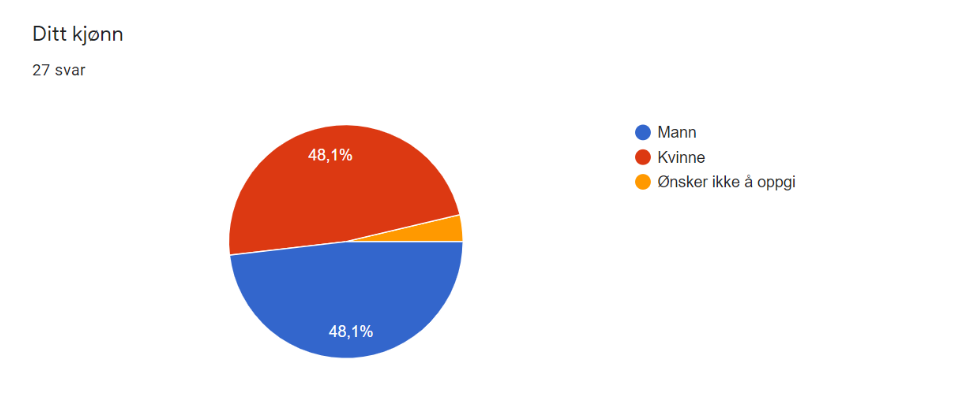 Ditt kjønn
27 svar
48,1%
48,1%
Mann
Kvinne
Ønsker ikke å oppgi